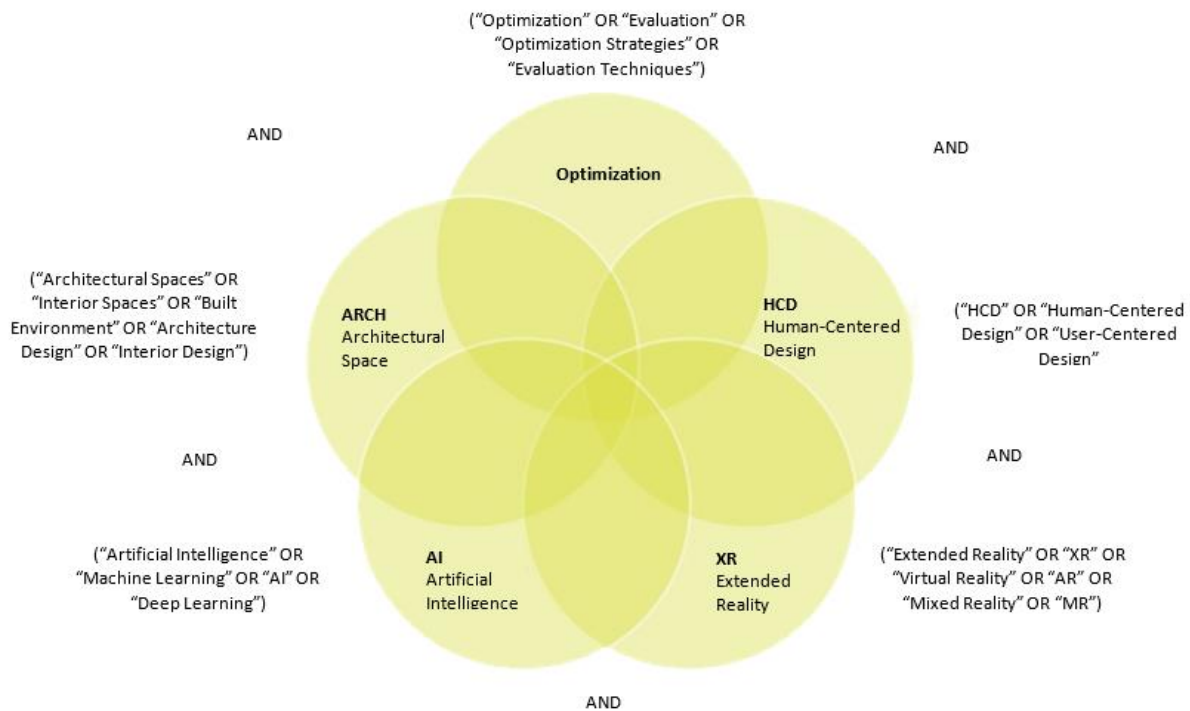 (“Optimization” OR “Evaluation” OR
“Optimization Strategies” OR
“Evaluation Techniques”)
AND
AND
Optimization
(“Architectural Spaces” OR
“Interior Spaces” OR “Built
Environment” OR “Architecture
Design” OR “Interior Design”)
ARCH
Architectural
Space
HCD
Human-Centered
Design
(“HCD” OR “Human-Centered
Design” OR “User-Centered
Design”
AND
AND
(“Artificial Intelligence” OR
“Machine Learning” OR “AI” OR
“Deep Learning”)
AI
Artificial
Intelligence
XR
Extended
Reality
(“Extended Reality” OR “XR” OR
“Virtual Reality” OR “AR” OR
“Mixed Reality” OR “MR”)
AND